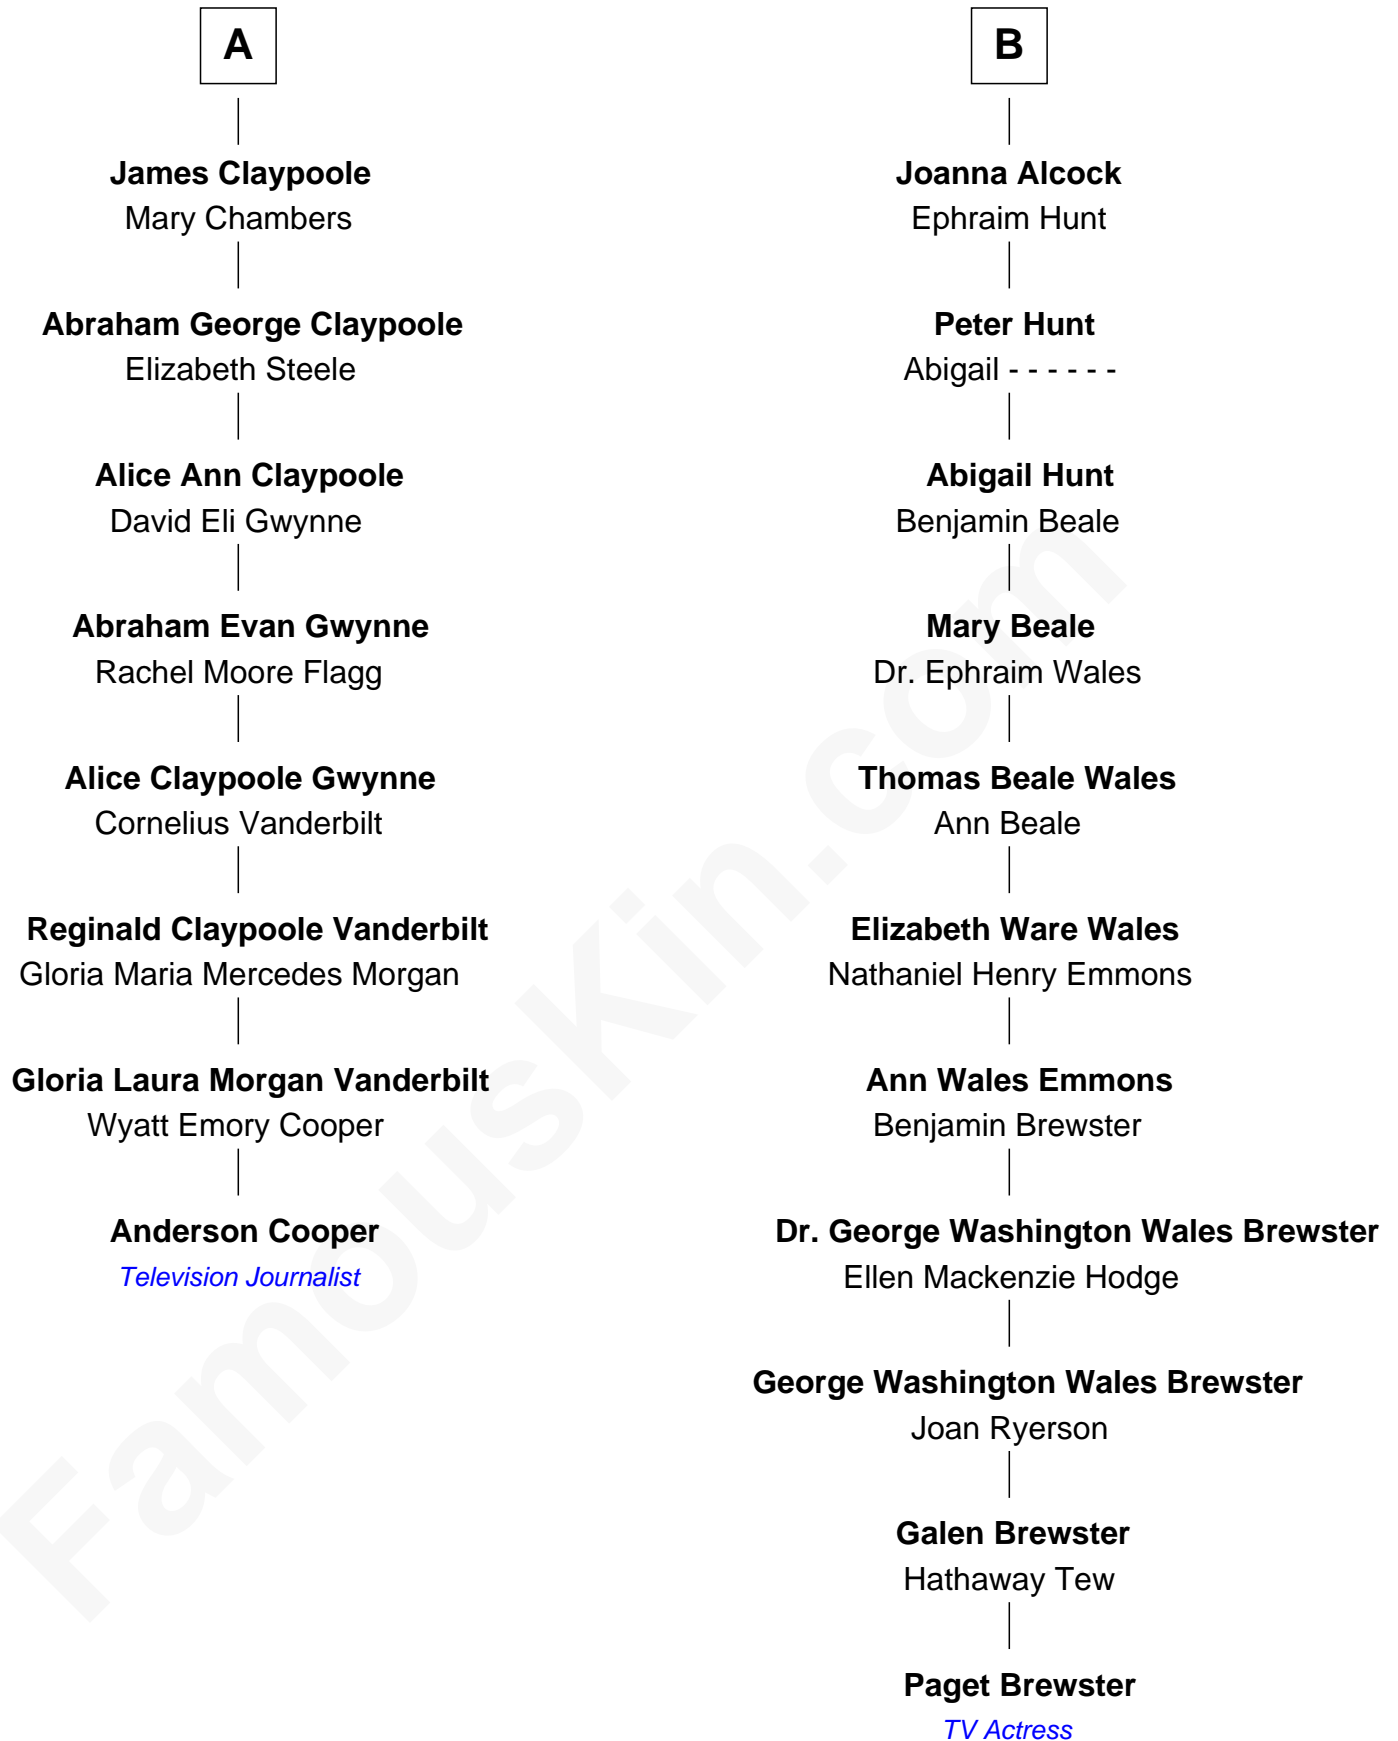 A
James Claypoole
Mary Chambers
Abraham George Claypoole
Elizabeth Steele
Alice Ann Claypoole
David Eli Gwynne
Abraham Evan Gwynne
Rachel Moore Flagg
Alice Claypoole Gwynne
Cornelius Vanderbilt
Reginald Claypoole Vanderbilt
Gloria Maria Mercedes Morgan
Gloria Laura Morgan Vanderbilt
Wyatt Emory Cooper
Anderson Cooper
Television Journalist
B
Joanna Alcock
Ephraim Hunt
Peter Hunt
Abigail - - - - - -
Abigail Hunt
Benjamin Beale
Mary Beale
Dr. Ephraim Wales
Thomas Beale Wales
Ann Beale
Elizabeth Ware Wales
Nathaniel Henry Emmons
Ann Wales Emmons
Benjamin Brewster
Dr. George Washington Wales Brewster
Ellen Mackenzie Hodge
George Washington Wales Brewster
Joan Ryerson
Galen Brewster
Hathaway Tew
Paget Brewster
TV Actress
FamousKin.com